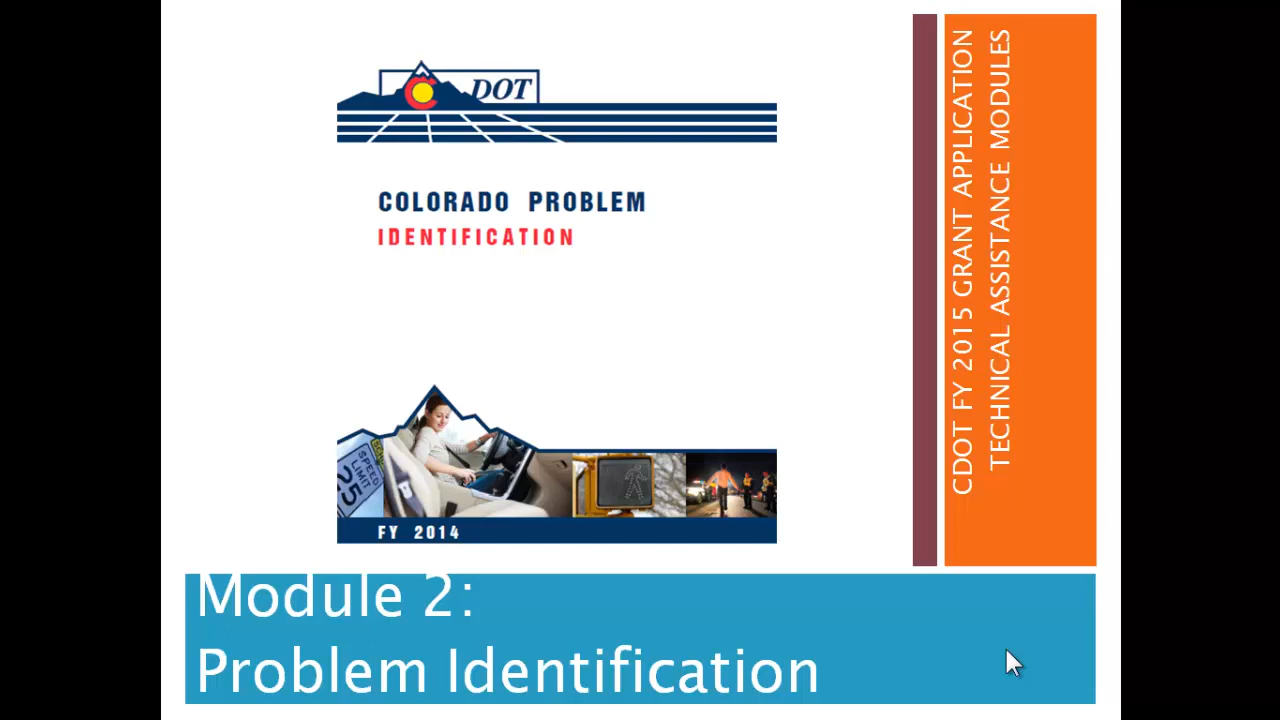 DOT
COLORADO PROBLEM
IDENTIFICATION
SPEED
LIMIT
25
FY 2014
CDOT FY 2015 GRANT APPLICATION
TECHNICAL ASSISTANCE MODULES
Module 2:
Problem Identification